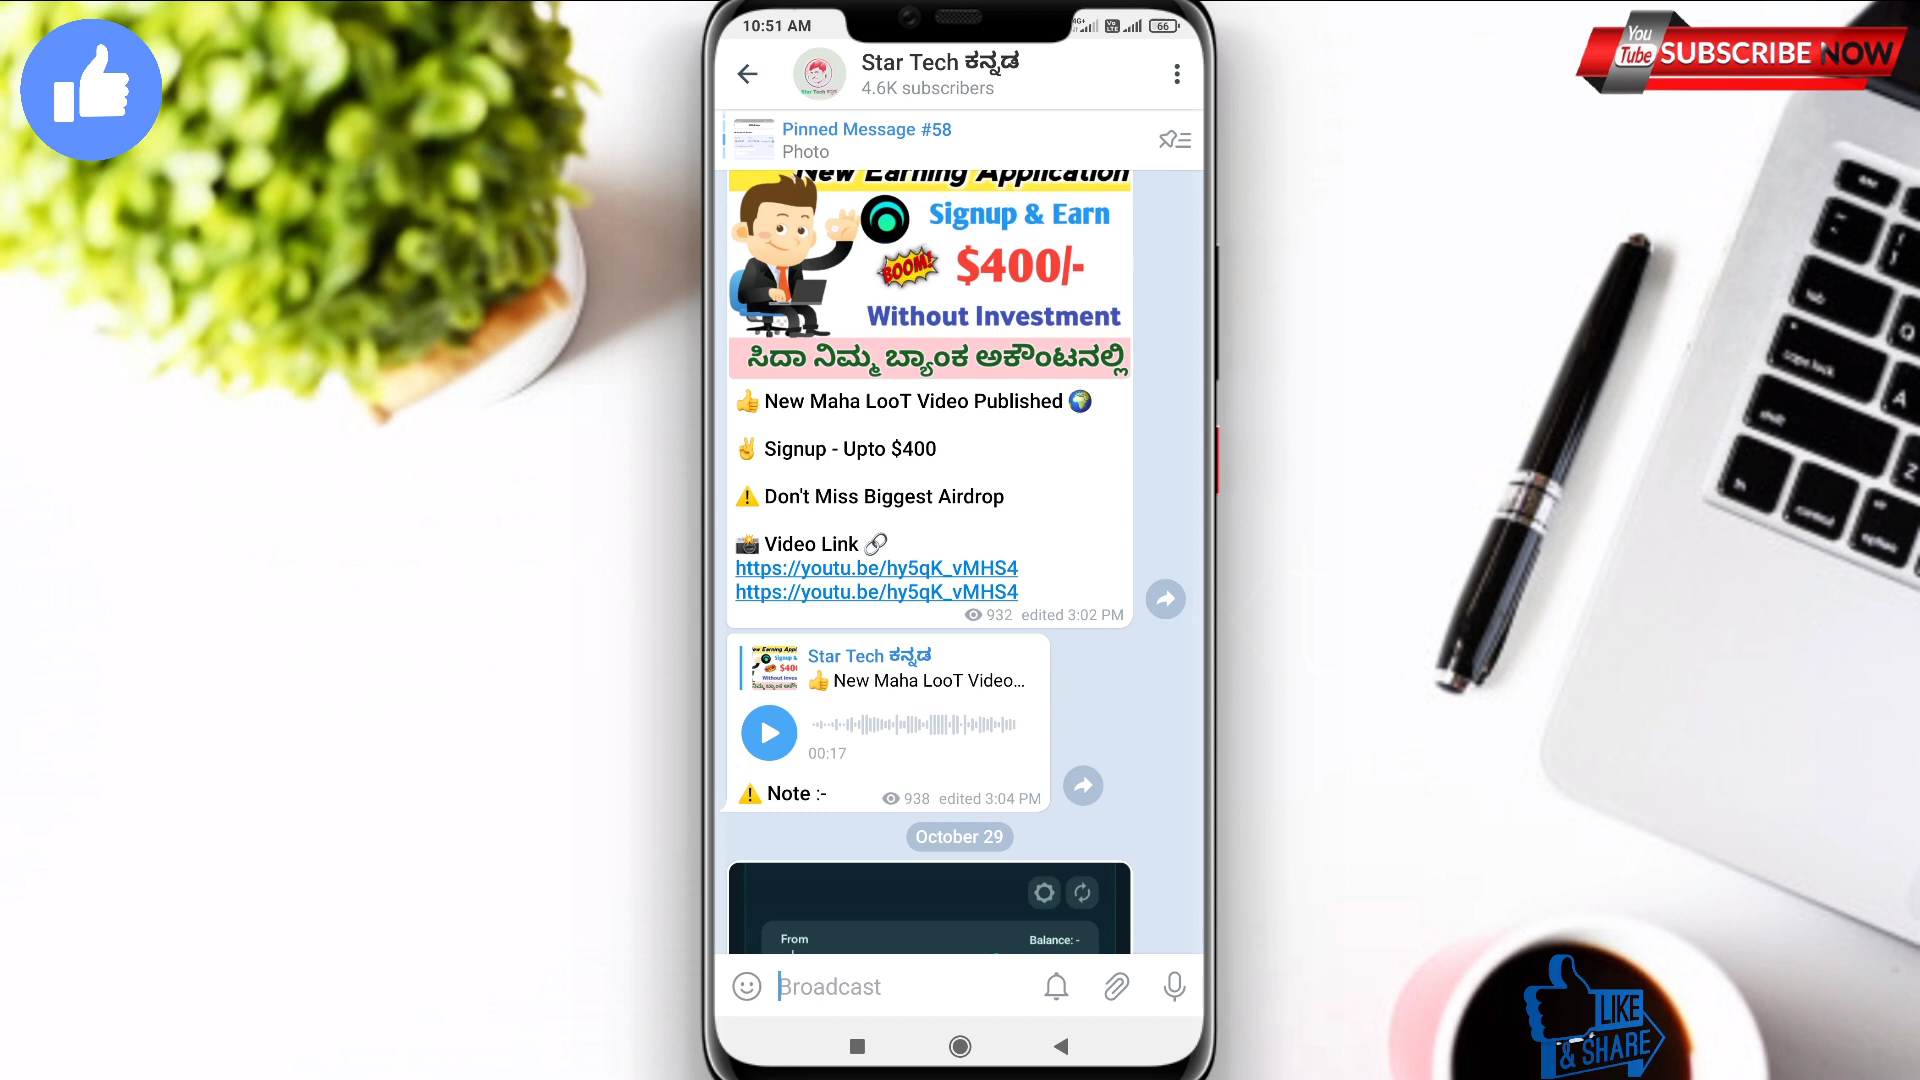 10:51 AM
4G+
Vo
LTE
66
Star Tech ಕನ್ನಡ
4.6K subscribers
Pinned Message #58
Photo
New Earning Application
Signup & Earn
BOOM!
$400/-
Without Investment
ಸಿದಾ ನಿಮ್ಮ ಬ್ಯಾಂಕ ಅಕೌಂಟನಲ್ಲಿ
👍 New Maha LooT Video Published 🌍
✌ Signup - Upto $400
⚠ Don't Miss Biggest Airdrop
📸 Video Link 🔗
https://youtu.be/hy5qK_vMHS4
https://youtu.be/hy5qK_vMHS4
932 edited 3:02 PM
Star Tech ಕನ್ನಡ
👍 New Maha LooT Video...
00:17
⚠ Note :-
938 edited 3:04 PM
October 29
From
Balance: -
Broadcast
You
Tube SUBSCRIBE NOW
LIKE
& SHARE